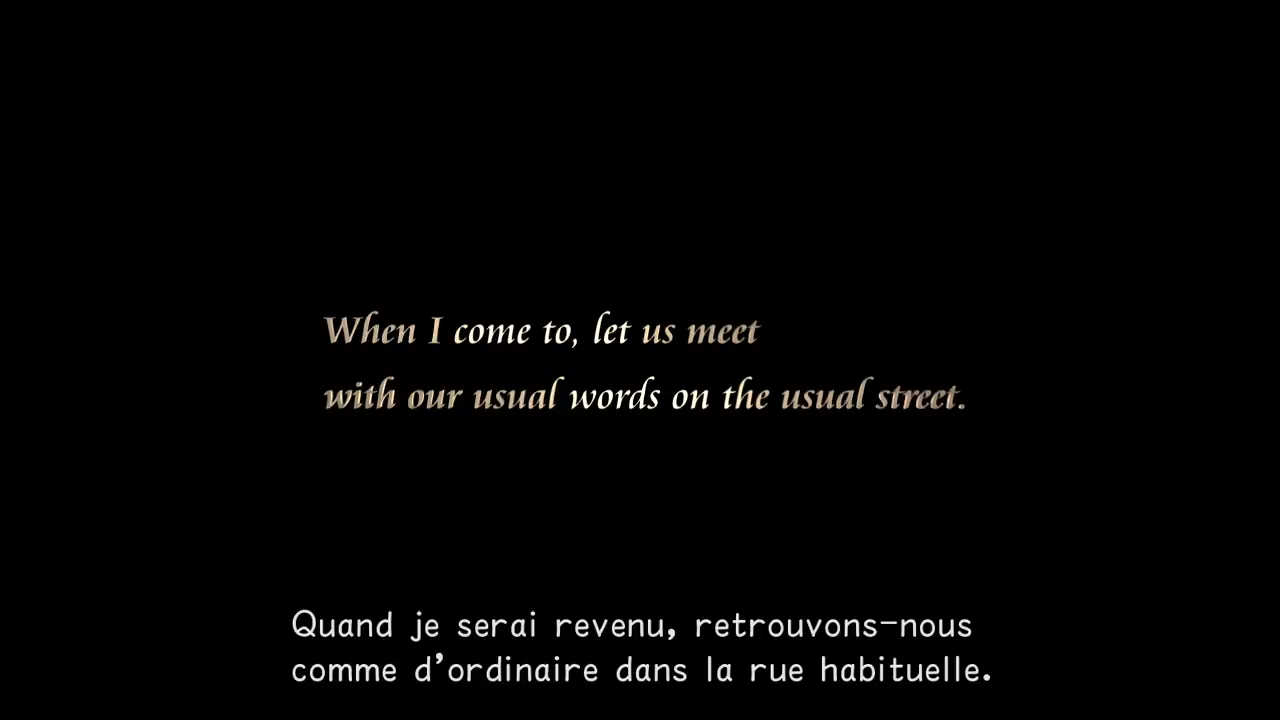 When I come to, let us meet
with our usual words on the usual street.
Quand je serai revenu, retrouvons-nous
comme d'ordinaire dans la rue habituelle.